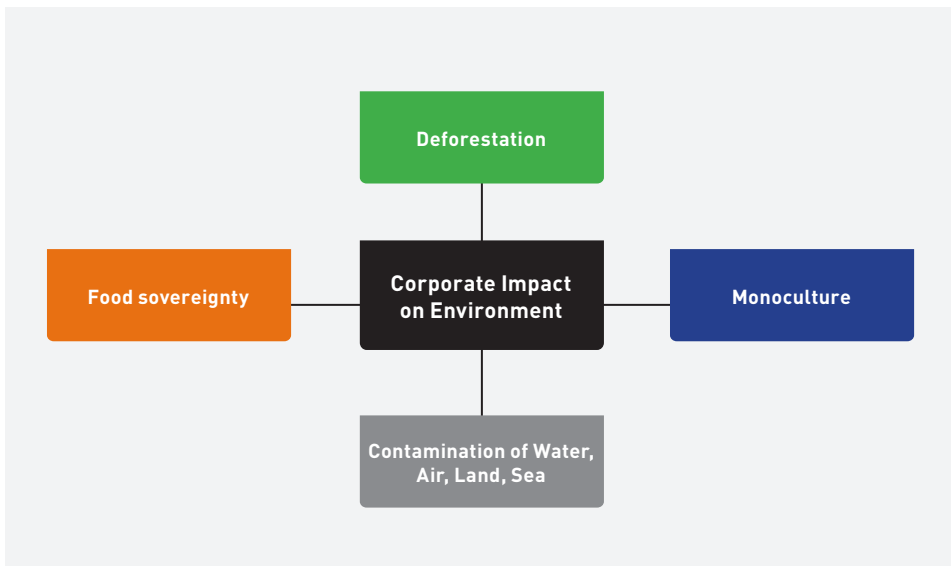 Deforestation
Food sovereignty
Corporate Impact
on Environment
Monoculture
Contamination of Water,
Air, Land, Sea